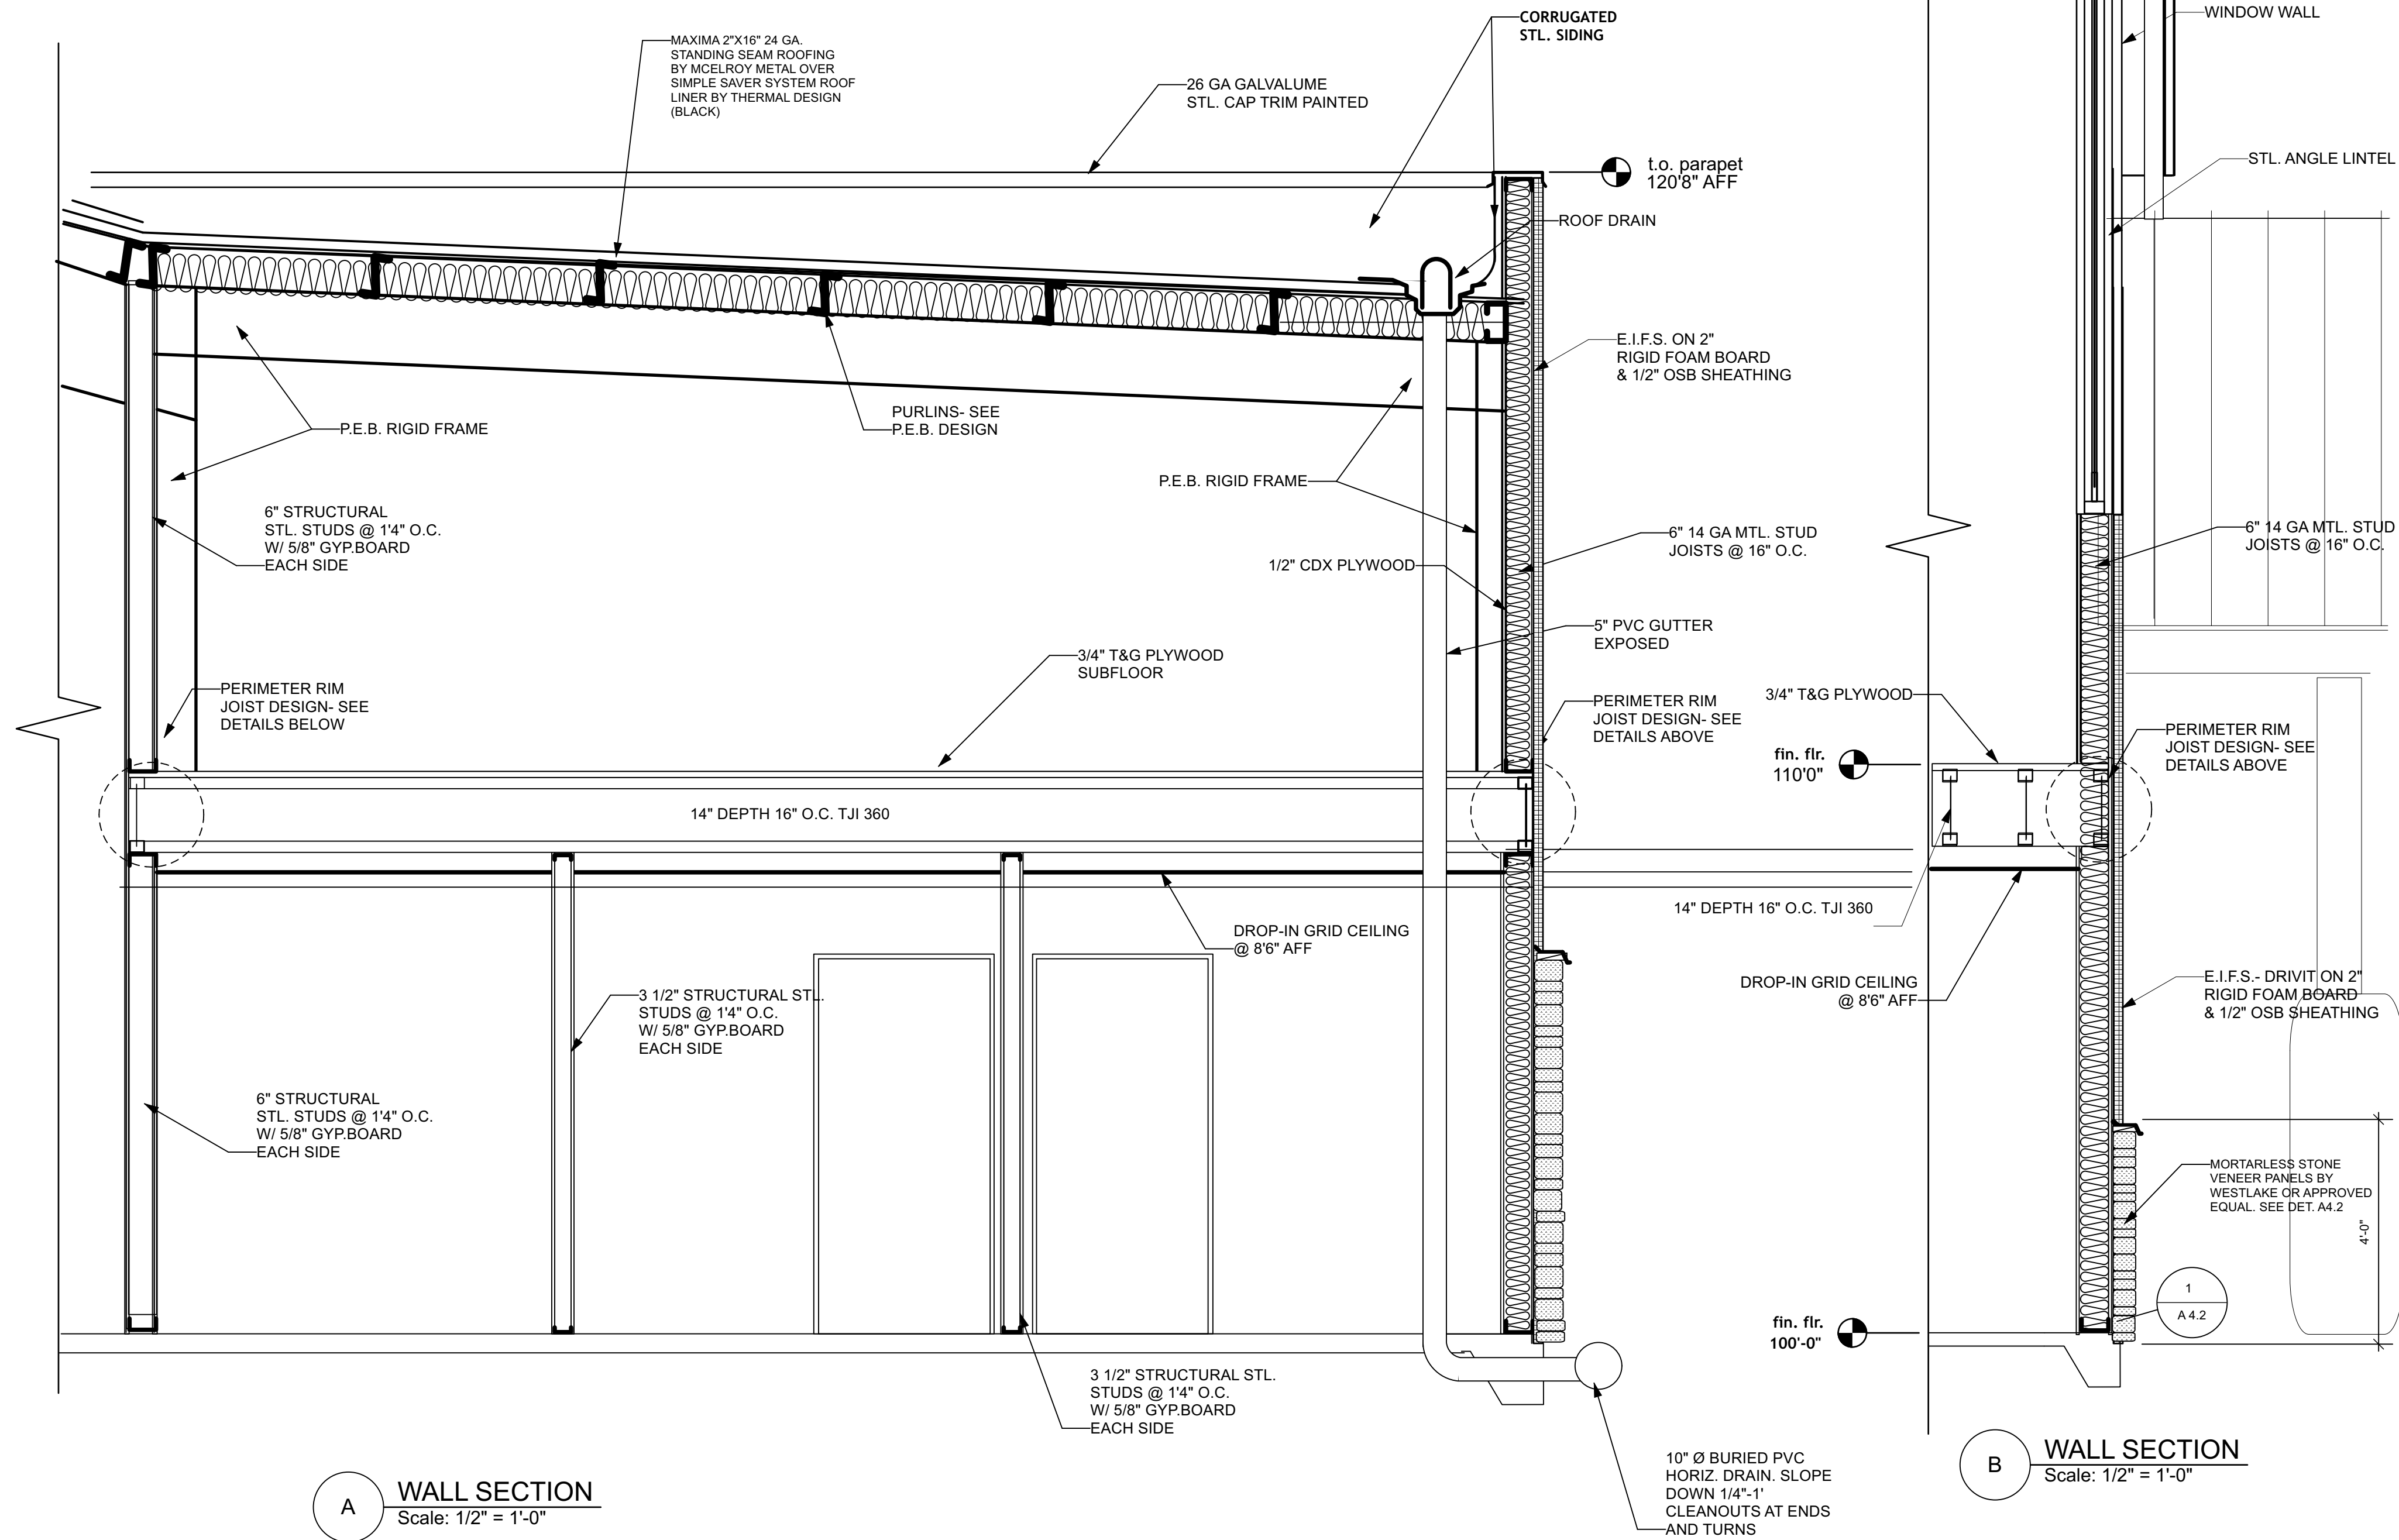 MAXIMA 2"X16" 24 GA.
STANDING SEAM ROOFING
BY MCELROY METAL OVER
SIMPLE SAVER SYSTEM ROOF
LINER BY THERMAL DESIGN
(BLACK)
26 GA GALVALUME
STL. CAP TRIM PAINTED
CORRUGATED
STL. SIDING
t.o. parapet
120'8" AFF
ROOF DRAIN
E.I.F.S. ON 2"
RIGID FOAM BOARD
& 1/2" OSB SHEATHING
P.E.B. RIGID FRAME
PURLINS- SEE
P.E.B. DESIGN
P.E.B. RIGID FRAME
6" STRUCTURAL
STL. STUDS @ 1'4" O.C.
W/ 5/8" GYP.BOARD
EACH SIDE
6" 14 GA MTL. STUD
JOISTS @ 16" O.C.
1/2" CDX PLYWOOD
5" PVC GUTTER
EXPOSED
3/4" T&G PLYWOOD
SUBFLOOR
PERIMETER RIM
JOIST DESIGN- SEE
DETAILS BELOW
PERIMETER RIM
JOIST DESIGN- SEE
DETAILS ABOVE
14" DEPTH 16" O.C. TJI 360
DROP-IN GRID CEILING
@ 8'6" AFF
3 1/2" STRUCTURAL STL.
STUDS @ 1'4" O.C.
W/ 5/8" GYP.BOARD
EACH SIDE
6" STRUCTURAL
STL. STUDS @ 1'4" O.C.
W/ 5/8" GYP.BOARD
EACH SIDE
3 1/2" STRUCTURAL STL.
STUDS @ 1'4" O.C.
W/ 5/8" GYP.BOARD
EACH SIDE
10" Ø BURIED PVC
HORIZ. DRAIN. SLOPE
DOWN 1/4"-1'
CLEANOUTS AT ENDS
AND TURNS
A
WALL SECTION
Scale: 1/2" = 1'-0"
WINDOW WALL
STL. ANGLE LINTEL
6" 14 GA MTL. STUD
JOISTS @ 16" O.C.
3/4" T&G PLYWOOD
fin. flr.
110'0"
PERIMETER RIM
JOIST DESIGN- SEE
DETAILS ABOVE
14" DEPTH 16" O.C. TJI 360
DROP-IN GRID CEILING
@ 8'6" AFF
E.I.F.S.- DRIVIT ON 2"
RIGID FOAM BOARD
& 1/2" OSB SHEATHING
MORTARLESS STONE
VENEER PANELS BY
WESTLAKE OR APPROVED
EQUAL. SEE DET. A4.2
4'-0"
1
A 4.2
fin. flr.
100'-0"
B
WALL SECTION
Scale: 1/2" = 1'-0"